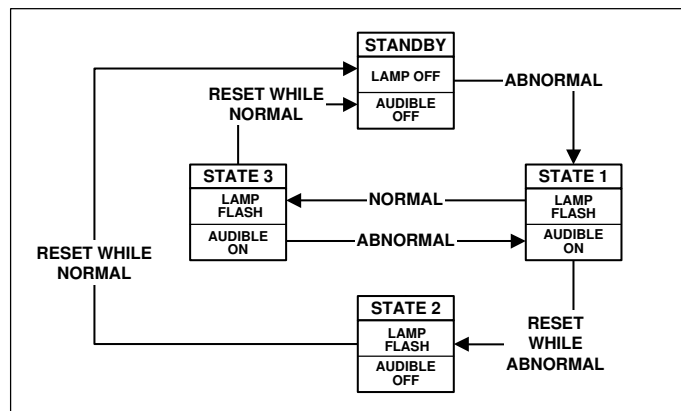 STANDBY
LAMP OFF
AUDIBLE
OFF
ABNORMAL
RESET WHILE
NORMAL
STATE 3
LAMP
FLASH
AUDIBLE
ON
NORMAL
ABNORMAL
STATE 1
LAMP
FLASH
AUDIBLE
ON
RESET WHILE
NORMAL
STATE 2
LAMP
FLASH
AUDIBLE
OFF
RESET
WHILE
ABNORMAL